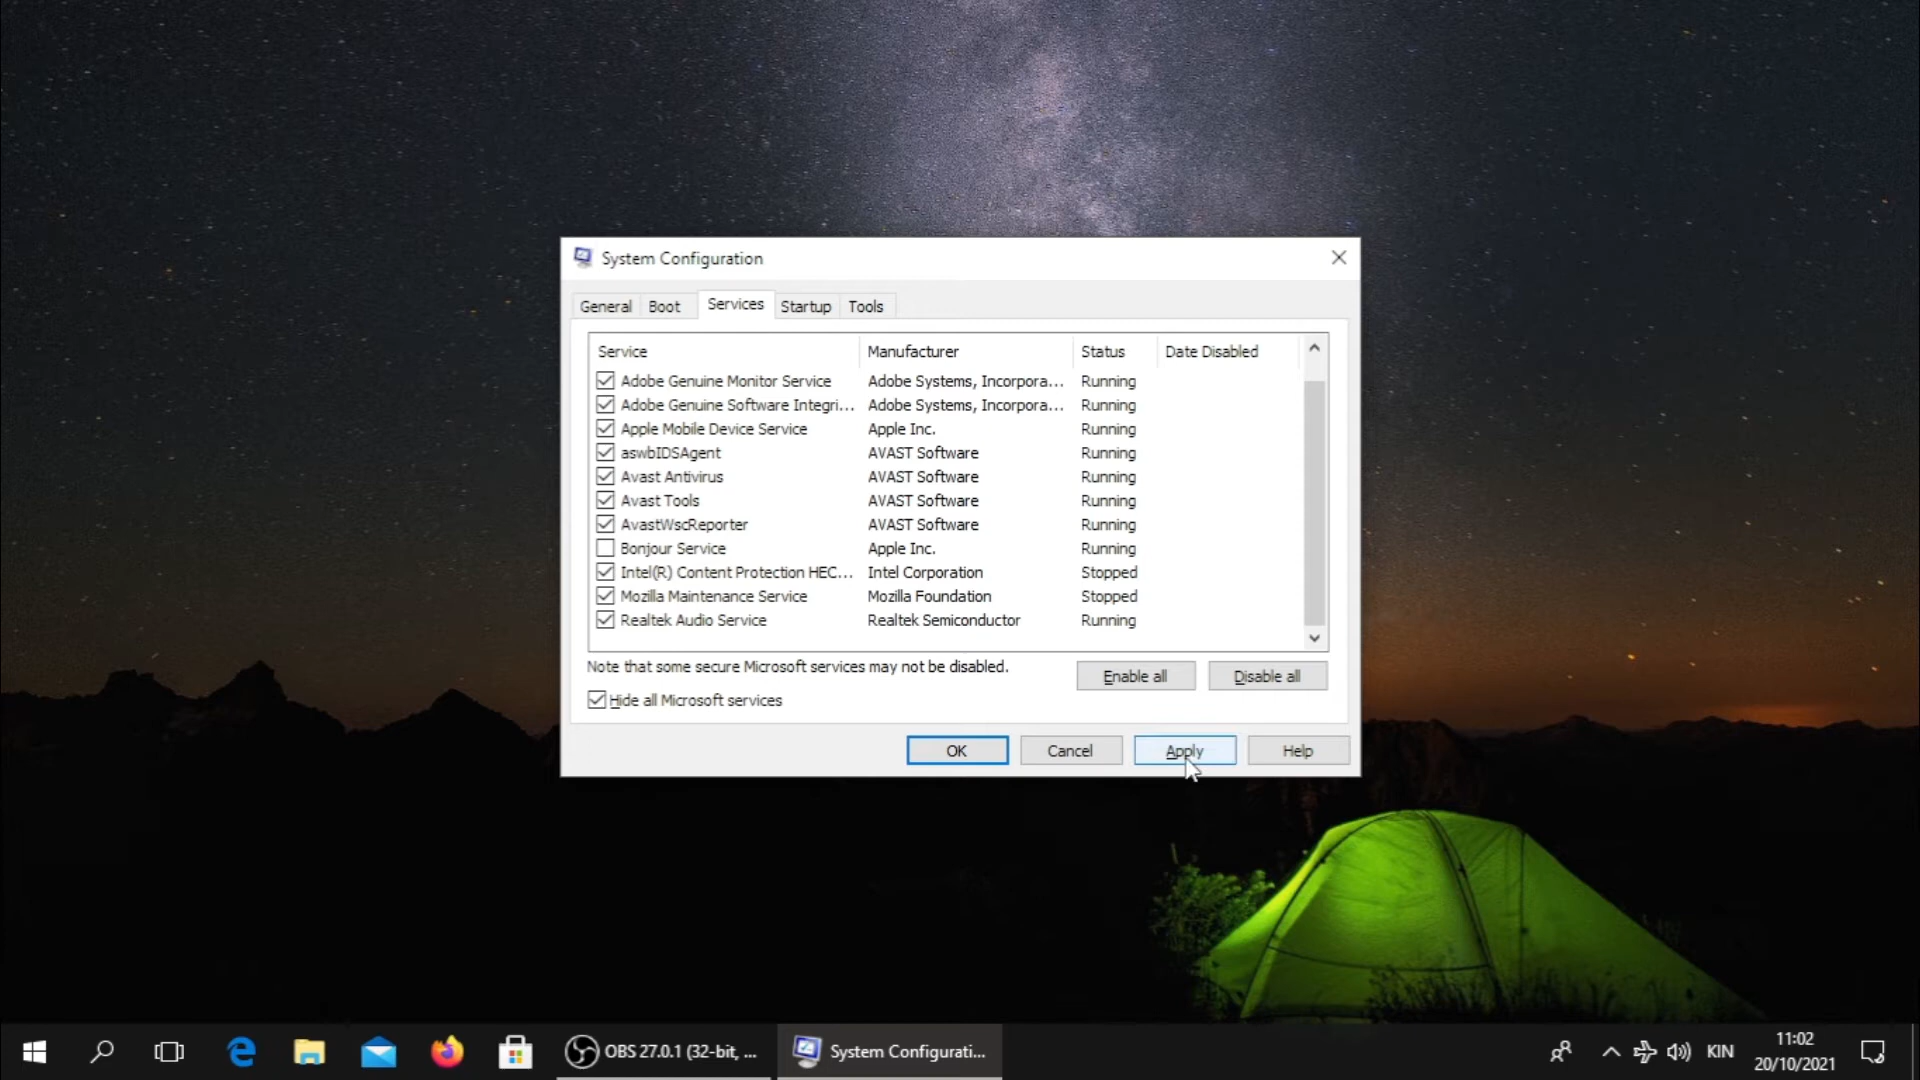 System Configuration
General Boot Services Startup Tools
Service Manufacturer Status Date Disabled
Adobe Genuine Monitor Service Adobe Systems, Incorpora... Running
Adobe Genuine Software Integri... Adobe Systems, Incorpora... Running
Apple Mobile Device Service Apple Inc. Running
aswbIDSAgent AVAST Software Running
Avast Antivirus AVAST Software Running
Avast Tools AVAST Software Running
AvastWscReporter AVAST Software Running
Bonjour Service Apple Inc. Running
Intel(R) Content Protection HEC... Intel Corporation Stopped
Mozilla Maintenance Service Mozilla Foundation Stopped
Realtek Audio Service Realtek Semiconductor Running
Note that some secure Microsoft services may not be disabled.
Enable all Disable all
Hide all Microsoft services
OK Cancel Apply Help
OBS 27.0.1 (32-bit, ... System Configurati... KIN
11:02
20/10/2021